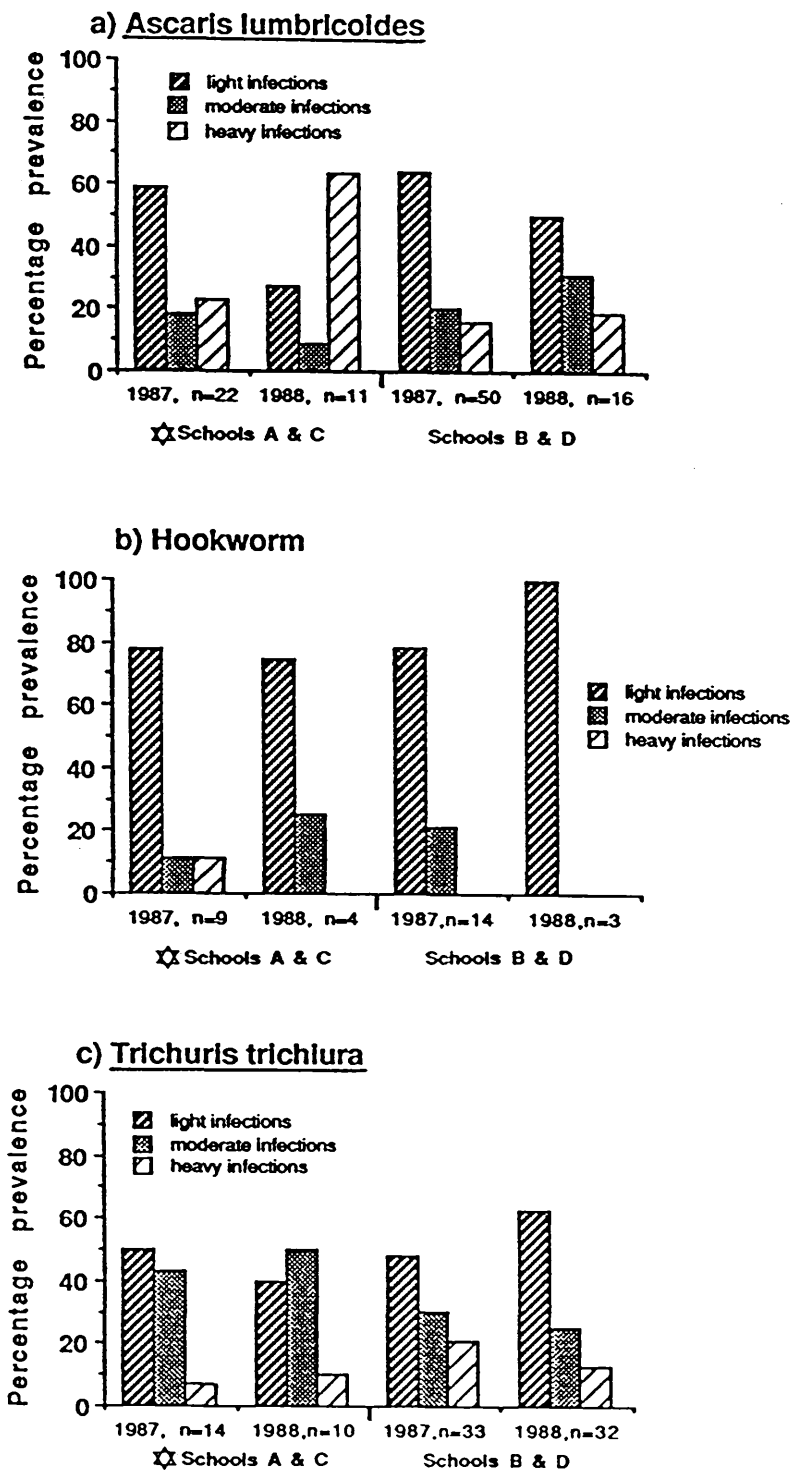 a) Ascaris lumbricoides
Percentage prevalence
100
80
60
40
20
0
light infections
moderate infections
heavy infections
1987, n=22 1988, n=11 1987, n=50 1988, n=16
✡Schools A & C Schools B & D
b) Hookworm
Percentage prevalence
100
80
60
40
20
0
light infections
moderate infections
heavy infections
1987, n=9 1988, n=4 1987,n=14 1988,n=3
✡Schools A & C Schools B & D
c) Trichuris trichiura
Percentage prevalence
100
80
60
40
20
0
light infections
moderate infections
heavy infections
1987, n=14 1988,n=10 1987,n=33 1988,n=32
✡Schools A & C Schools B & D